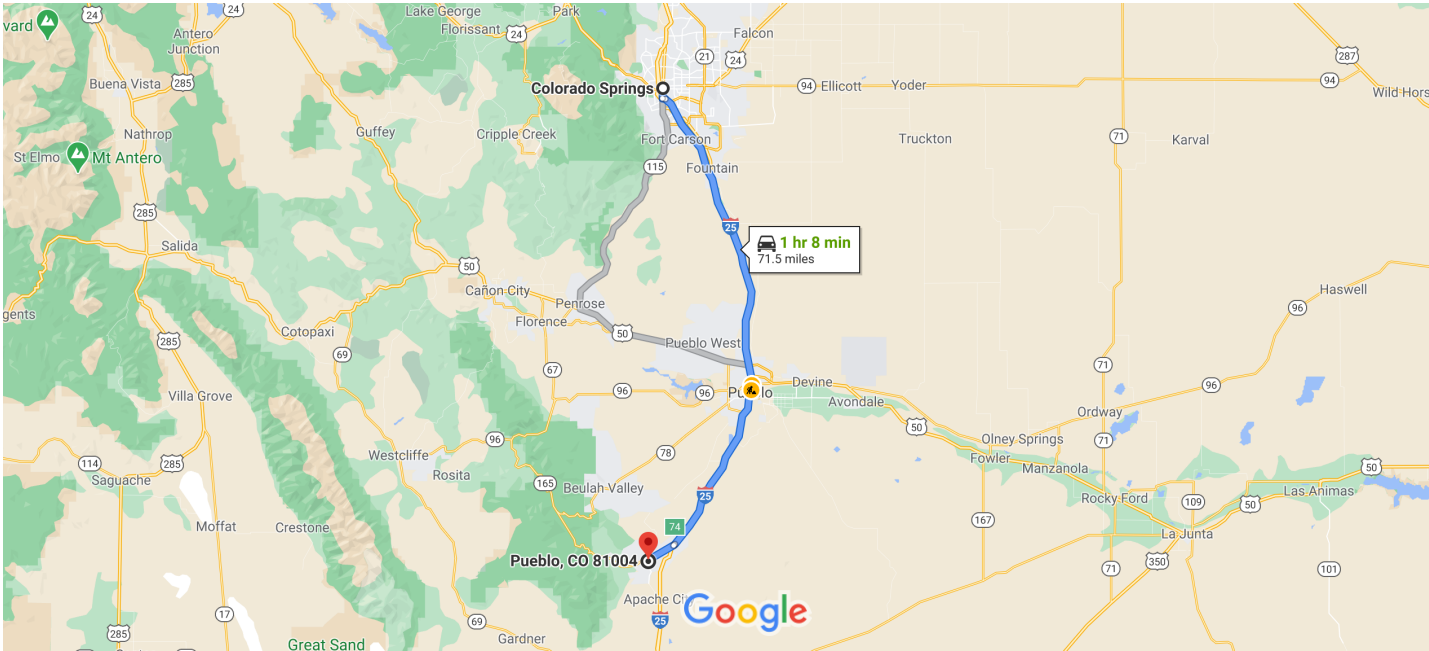 24
Lake George
Park
24
vard
Florissant
24
Antero
Junction
Falcon
21
24
287
Buena Vista
285
Colorado Springs
94
Ellicott
Yoder
94
Wild Hors
Nathrop
Guffey
Cripple Creek
Fort Carson
Truckton
71
Karval
St Elmo
Mt Antero
115
Fountain
285
25
Salida
1 hr 8 min
71.5 miles
50
Cañon City
Penrose
Haswell
gents
96
Florence
Cotopaxi
50
285
69
Pueblo West
67
71
Devine
96
96
Pu lo
96
Villa Grove
Avondale
Ordway
50
96
Olney Springs
71
Westcliffe
78
Fowler
114
285
Manzanola
50
Saguache
Rosita
165
Beulah Valley
25
Las Animas
Rocky Ford
109
50
Moffat
Crestone
74
167
La Junta
Pueblo, CO 81004
350
71
101
Apache Ci
Google
17
25
69
285
Gardner
Great Sand